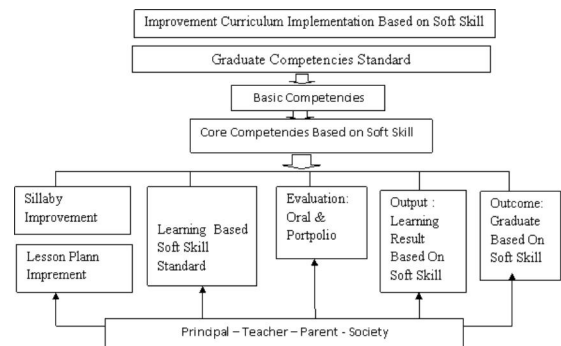 Improvement Curriculum Implementation Based on Soft Skill
Graduate Competencies Standard
Basic Competencies
Core Competencies Based on Soft Skill
Sillaby
Improvement
Lesson Plann
Imprement
Learning Based
Soft Skill
Standard
Evaluation:
Oral &
Portpolio
Output :
Learning
Result
Based On
Soft Skill
Outcome:
Graduate
Based On
Soft Skill
Principal – Teacher – Parent - Society